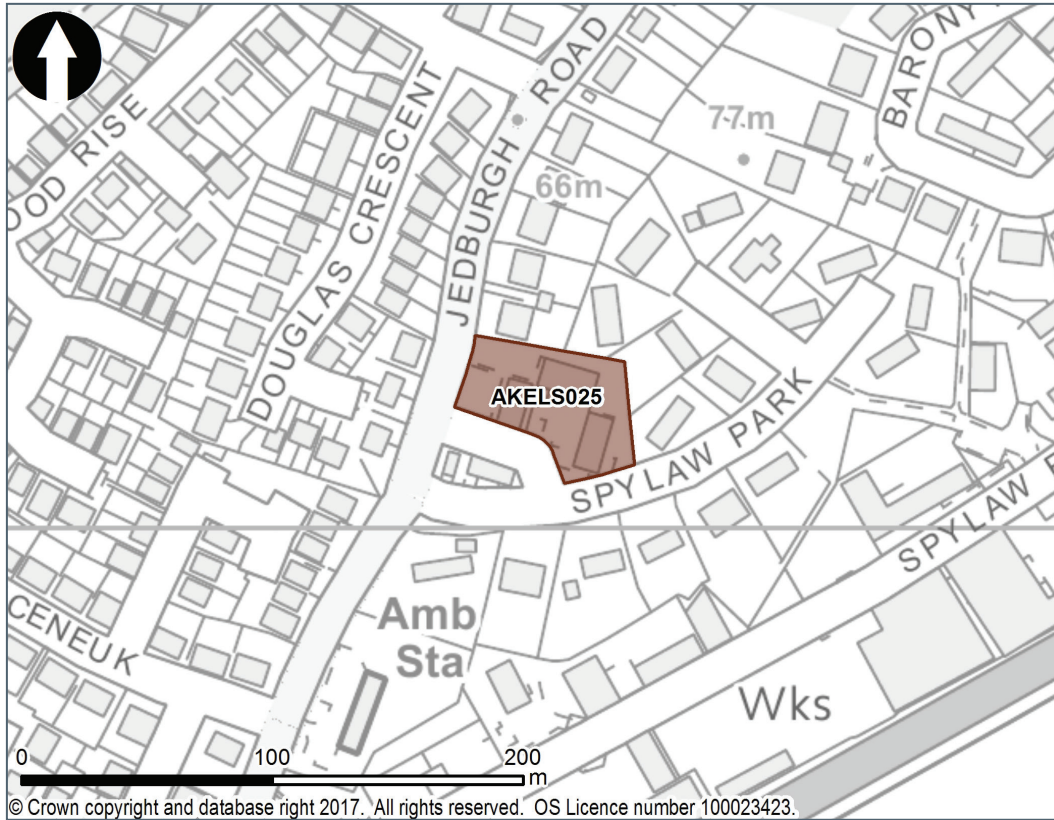 OOD RISE
DOUGLAS CRESCENT
JEDBURGH ROAD
BARONY
77m
66m
AKELS025
SPYLAW PARK
SPYLAW
CENEUK
Amb
Sta
Wks
0 100 200
m
© Crown copyright and database right 2017. All rights reserved. OS Licence number 100023423.